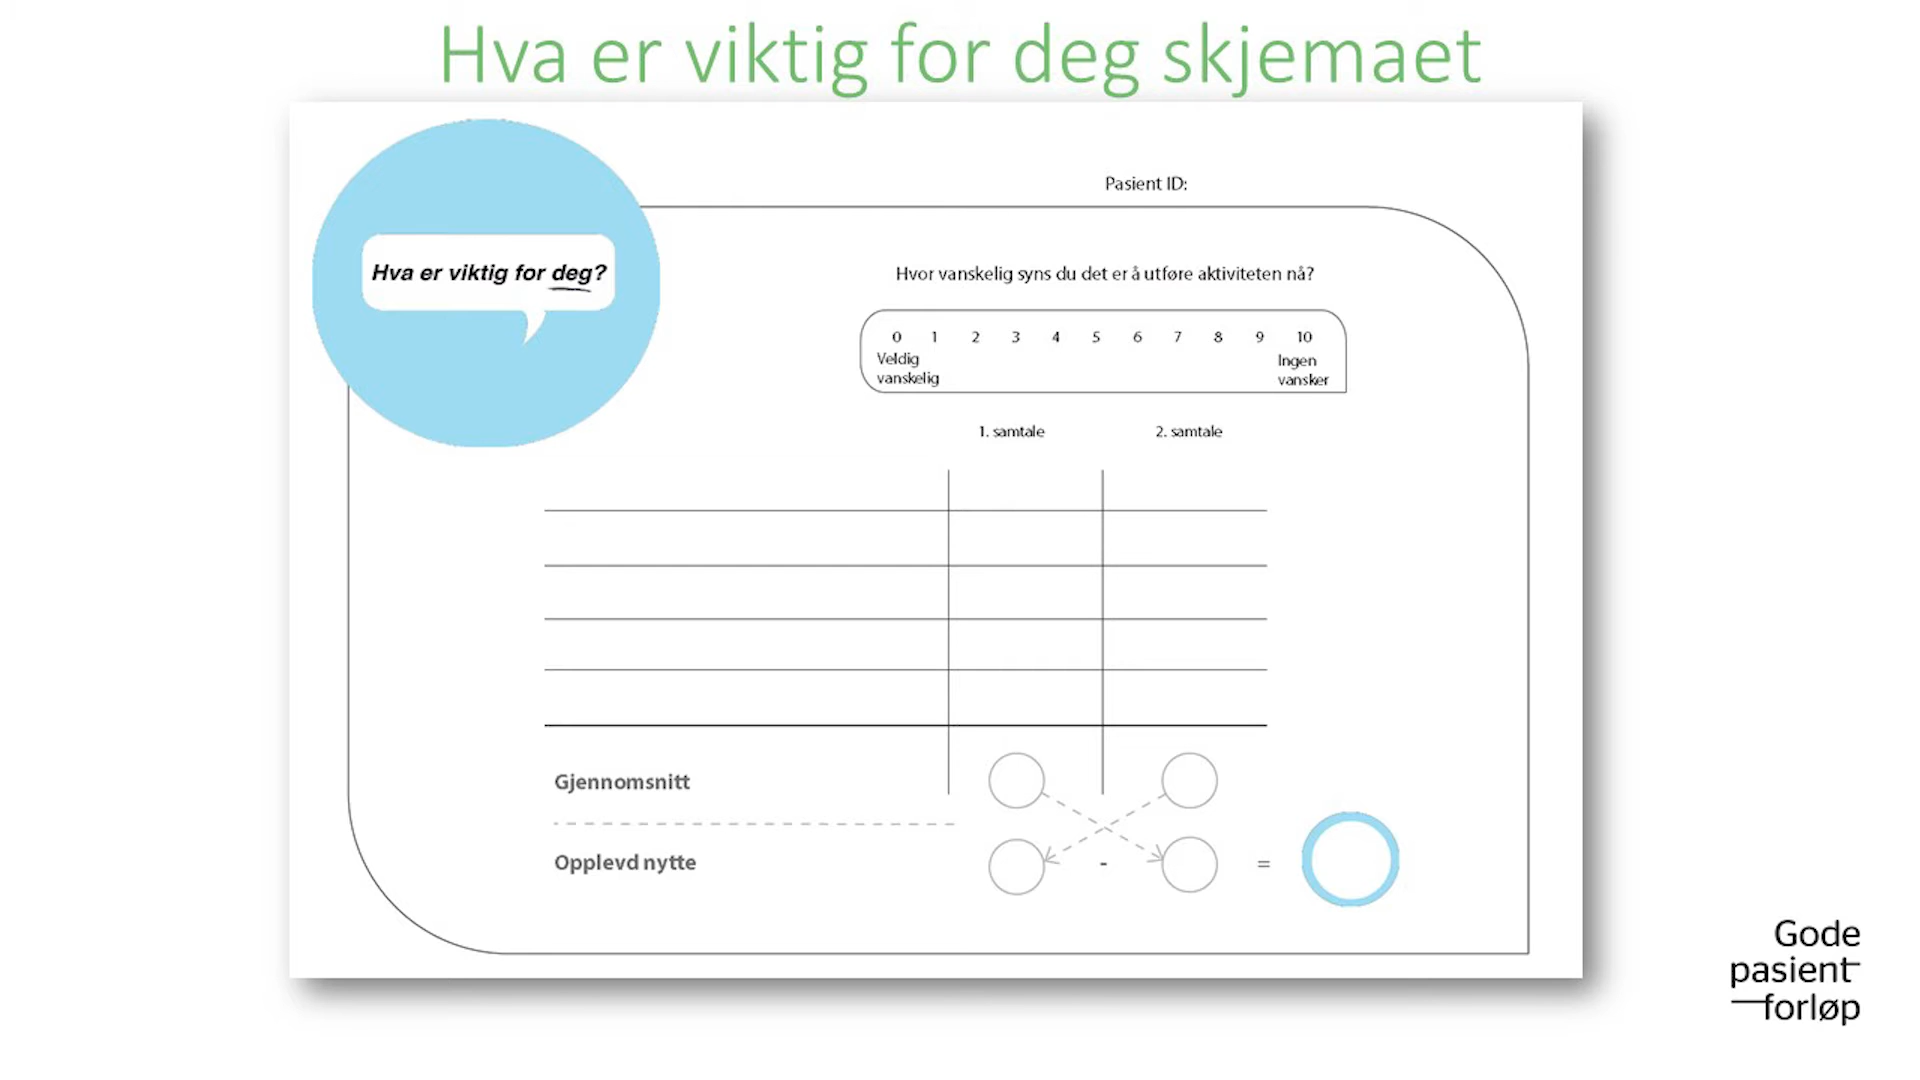 Hva er viktig for deg skjemaet
Pasient ID:
Hva er viktig for deg?
Hvor vanskelig syns du det er å utføre aktiviteten nå?
0 1 2 3 4 5 6 7 8 9 10
Veldig
vanskelig
Ingen
vansker
1. samtale
2. samtale
Gjennomsnitt
Opplevd nytte
- =
Gode
pasient
forløp